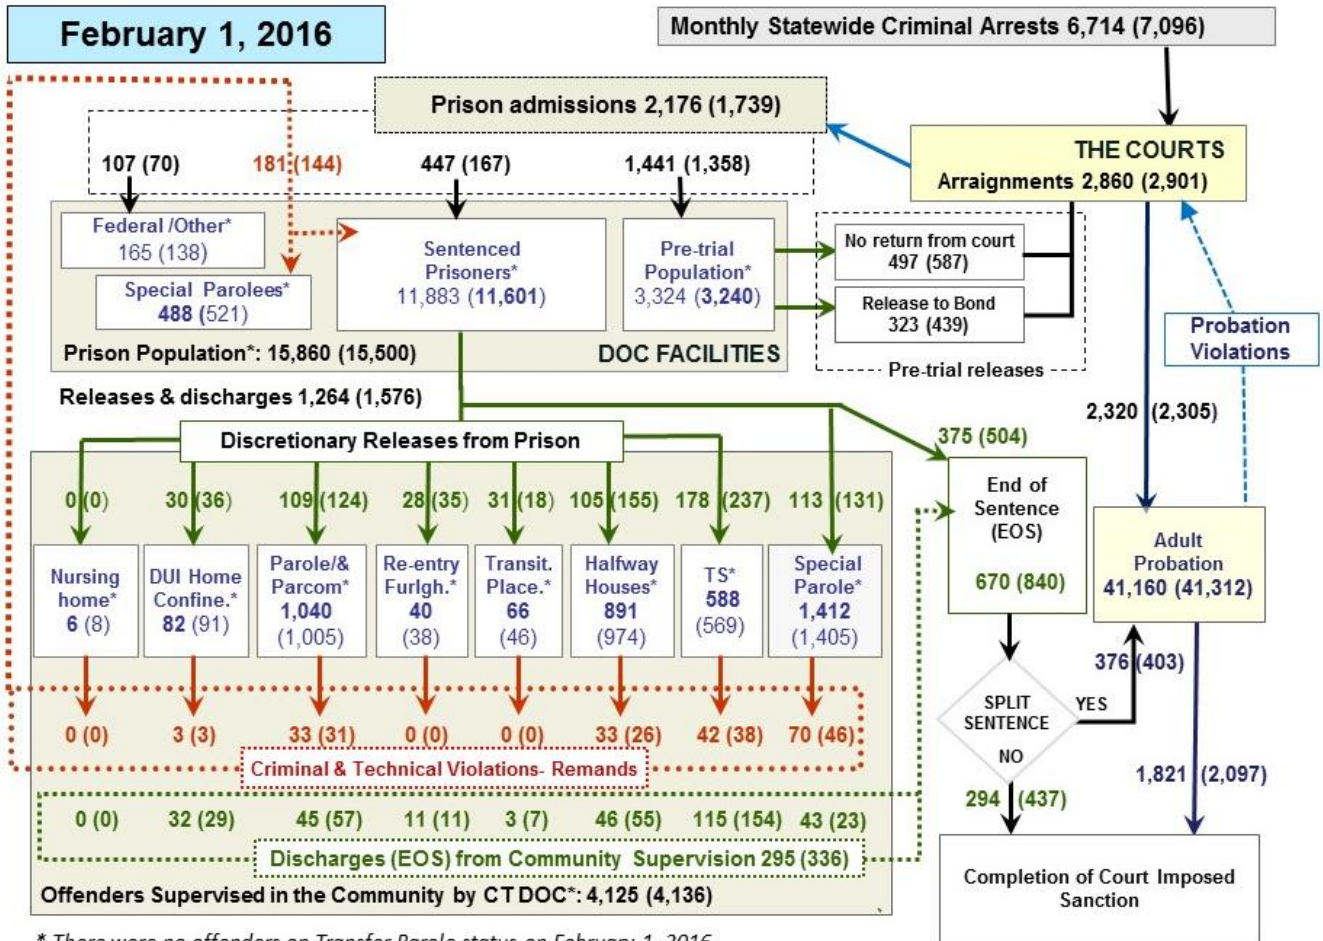 February 1, 2016
Monthly Statewide Criminal Arrests 6,714 (7,096)
Prison admissions 2,176 (1,739)
THE COURTS
Arraignments 2,860 (2,901)
107 (70)
181 (144)
447 (167)
1,441 (1,358)
Federal /Other*
165 (138)
Special Parolees*
488 (521)
Sentenced
Prisoners*
11,883 (11,601)
Pre-trial
Population*
3,324 (3,240)
No return from court
497 (587)
Release to Bond
323 (439)
Pre-trial releases
Probation
Violations
Prison Population*: 15,860 (15,500)
DOC FACILITIES
Releases & discharges 1,264 (1,576)
2,320 (2,305)
Discretionary Releases from Prison
375 (504)
0 (0)
30 (36)
109 (124)
28 (35)
31 (18)
105 (155)
178 (237)
113 (131)
End of
Sentence
(EOS)
670 (840)
Adult
Probation
41,160 (41,312)
Nursing
home*
6 (8)
DUI Home
Confine.*
82 (91)
Parole/&
Parcom*
1,040
(1,005)
Re-entry
Furlgh.*
40
(38)
Transit.
Place.*
66
(46)
Halfway
Houses*
891
(974)
TS*
588
(569)
Special
Parole*
1,412
(1,405)
376 (403)
SPLIT
SENTENCE
YES
NO
0 (0)
3 (3)
33 (31)
0 (0)
0 (0)
33 (26)
42 (38)
70 (46)
Criminal & Technical Violations- Remands
1,821 (2,097)
294 (437)
0 (0)
32 (29)
45 (57)
11 (11)
3 (7)
46 (55)
115 (154)
43 (23)
Discharges (EOS) from Community Supervision 295 (336)
Offenders Supervised in the Community by CT DOC*: 4,125 (4,136)
Completion of Court Imposed
Sanction
* There were no offenders on Transfer Parole status on February 1, 2016